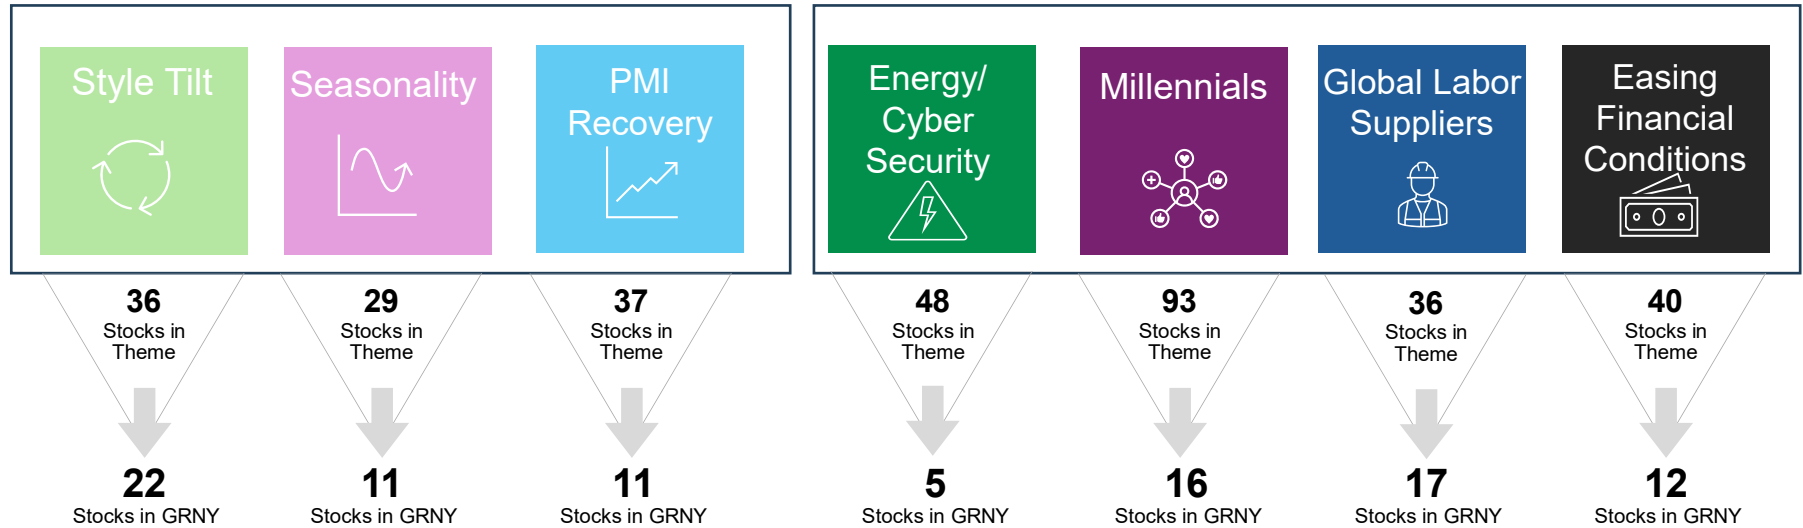 Style Tilt
Seasonality
PMI
Recovery
Energy/
Cyber
Security
Millennials
Global Labor
Suppliers
Easing
Financial
Conditions
36
Stocks in
Theme
29
Stocks in
Theme
37
Stocks in
Theme
48
Stocks in
Theme
93
Stocks in
Theme
36
Stocks in
Theme
40
Stocks in
Theme
22
Stocks in GRNY
11
Stocks in GRNY
11
Stocks in GRNY
5
Stocks in GRNY
16
Stocks in GRNY
17
Stocks in GRNY
12
Stocks in GRNY